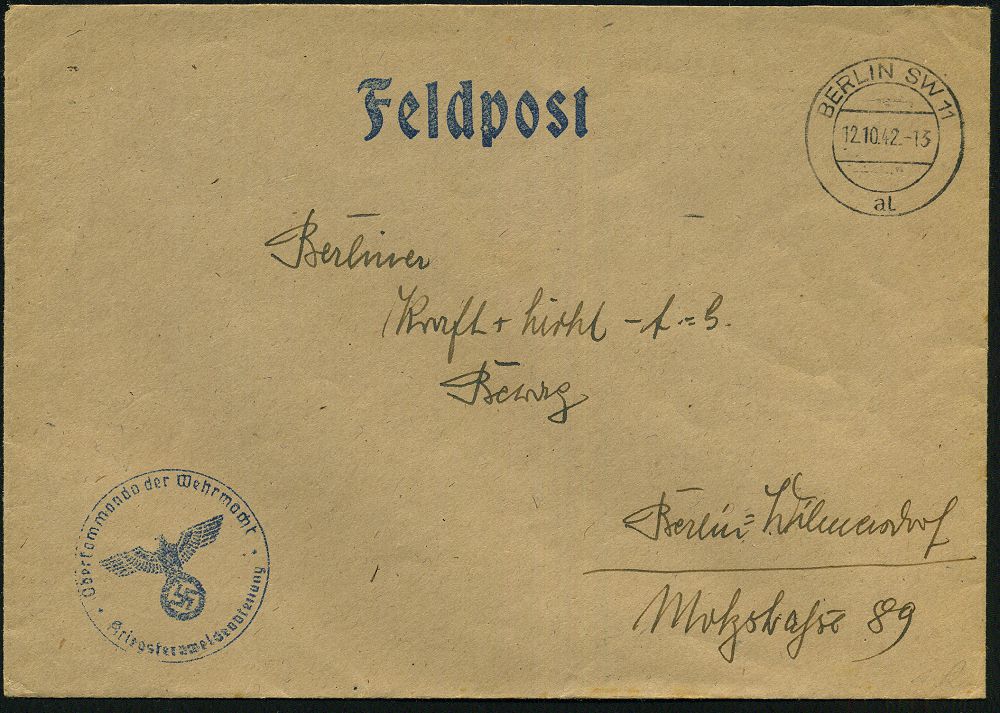 Feldpost
BERLIN SW 11
12.10.42.-13
al
Berliner
Kraft + Licht - A.=G.
Bewag
Berlin=Wilmersdorf
Motzstrasse 89
Oberkommando der Wehrmacht
Kriegsfernmeldeabteilung